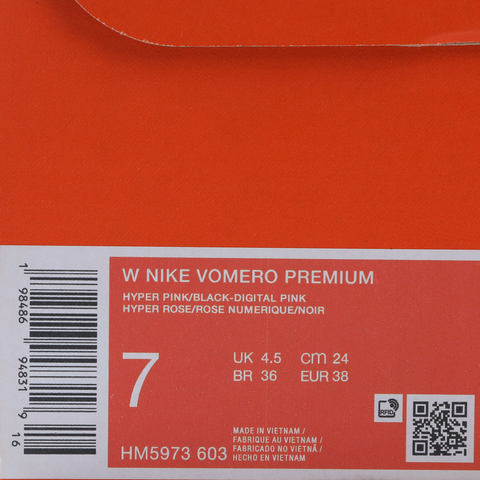 W NIKE VOMERO PREMIUM
HYPER PINK/BLACK-DIGITAL PINK
HYPER ROSE/ROSE NUMERIQUE/NOIR
7
UK 4.5 cm 24
BR 36 EUR 38
RFID
MADE IN VIETNAM /
FABRIQUE AU VIETNAM /
FABRICADO NO VIETNÃ /
HECHO EN VIETNAM
HM5973 603
1 98486 94831 9 16